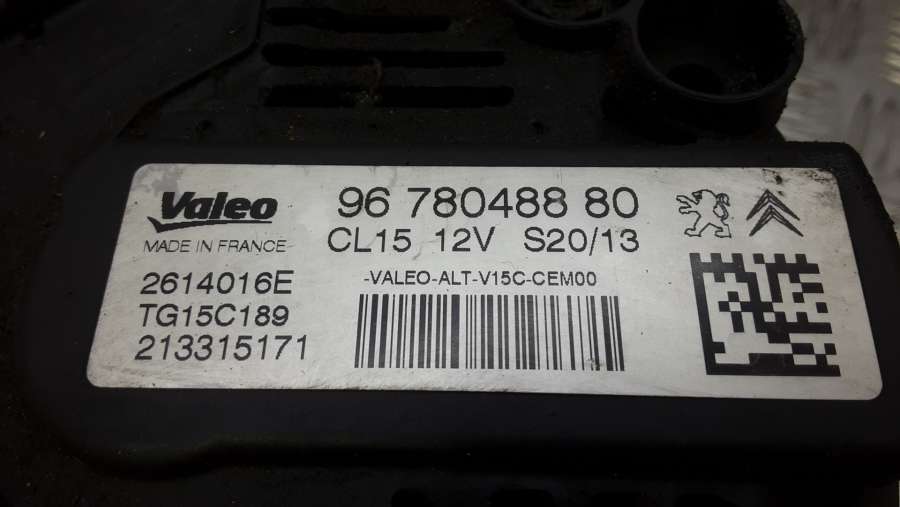 Valeo
MADE IN FRANCE
2614016E
TG15C189
213315171
96 780488 80
CL15 12V S20/13
-VALEO-ALT-V15C-CEM00